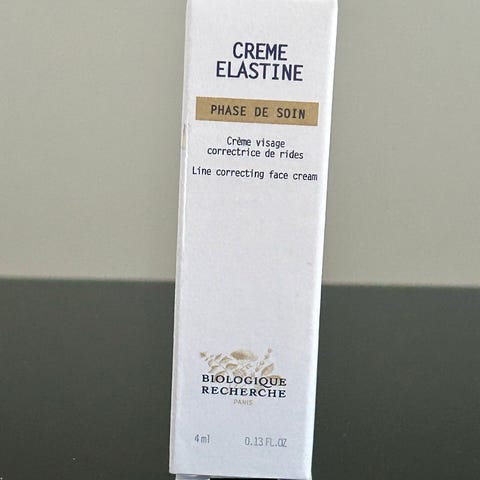 CREME
ELASTINE
PHASE DE SOIN
Crème visage
correctrice de rides
Line correcting face cream
BIOLOGIQUE
RECHERCHE
PARIS
4 ml 0.13 FL.OZ